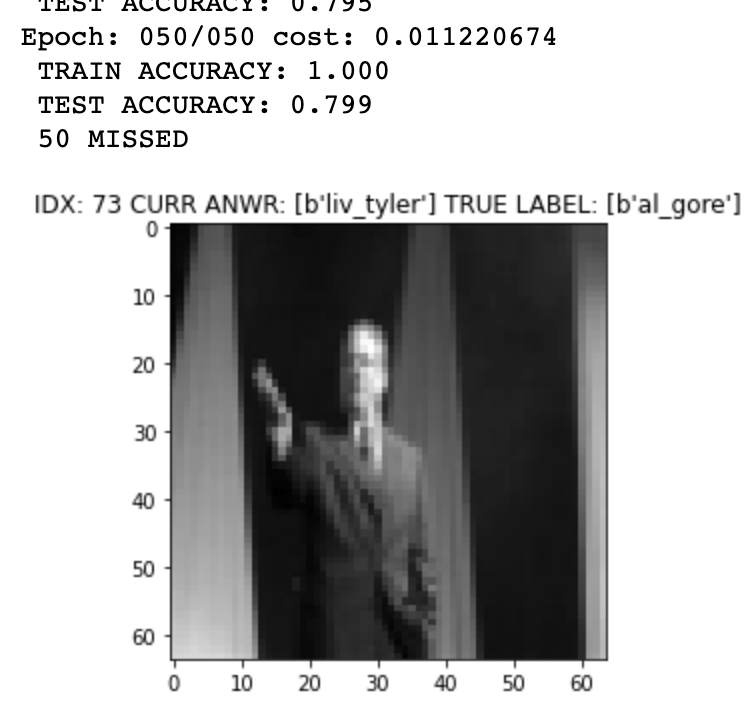 TEST ACCURACY: 0.795
Epoch: 050/050 cost: 0.011220674
TRAIN ACCURACY: 1.000
TEST ACCURACY: 0.799
50 MISSED
IDX: 73 CURR ANWR: [b'liv_tyler'] TRUE LABEL: [b'al_gore']
0
10
20
30
40
50
60
0 10 20 30 40 50 60